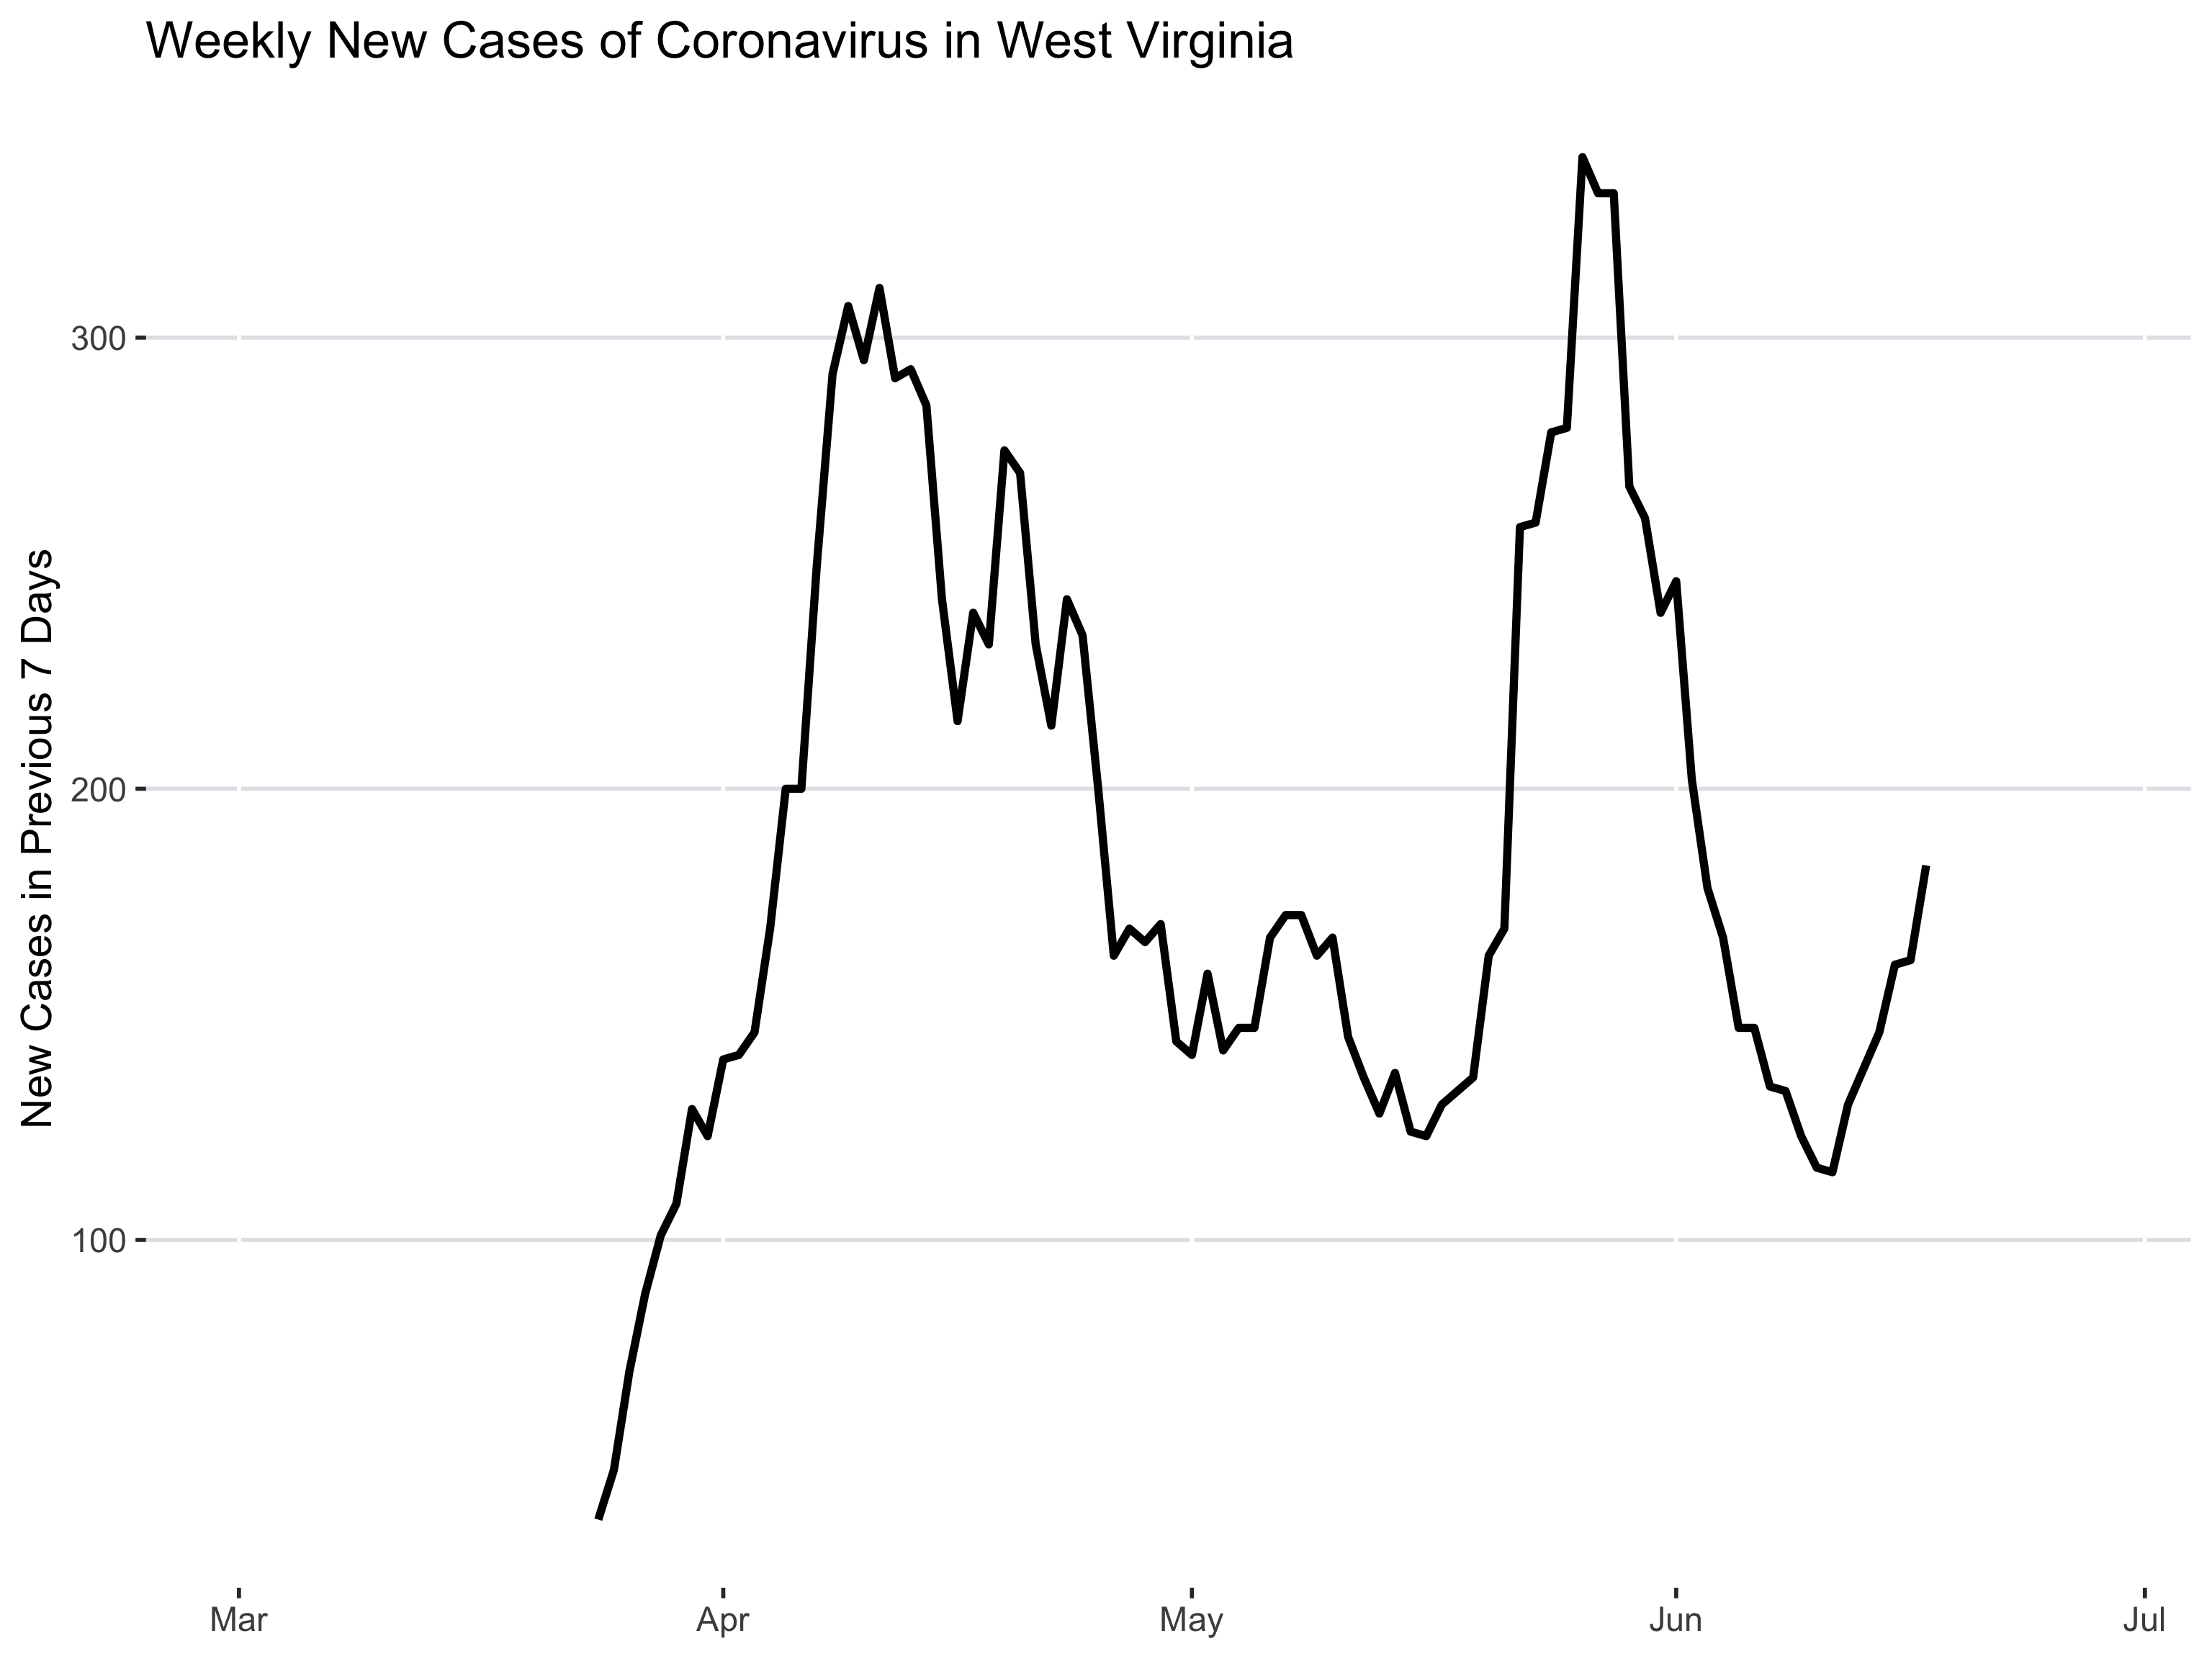 Weekly New Cases of Coronavirus in West Virginia
New Cases in Previous 7 Days
300
200
100
Mar
Apr
May
Jun
Jul